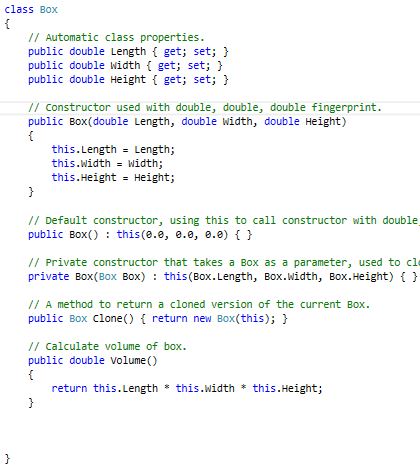 class Box
{
// Automatic class properties.
public double Length { get; set; }
public double Width { get; set; }
public double Height { get; set; }
// Constructor used with double, double, double fingerprint.
public Box(double Length, double Width, double Height)
{
this.Length = Length;
this.Width = Width;
this.Height = Height;
}
// Default constructor, using this to call constructor with double,
public Box() : this(0.0, 0.0, 0.0) { }
// Private constructor that takes a Box as a parameter, used to clo
private Box(Box Box) : this(Box.Length, Box.Width, Box.Height) { }
// A method to return a cloned version of the current Box.
public Box Clone() { return new Box(this); }
// Calculate volume of box.
public double Volume()
{
return this.Length * this.Width * this.Height;
}
}